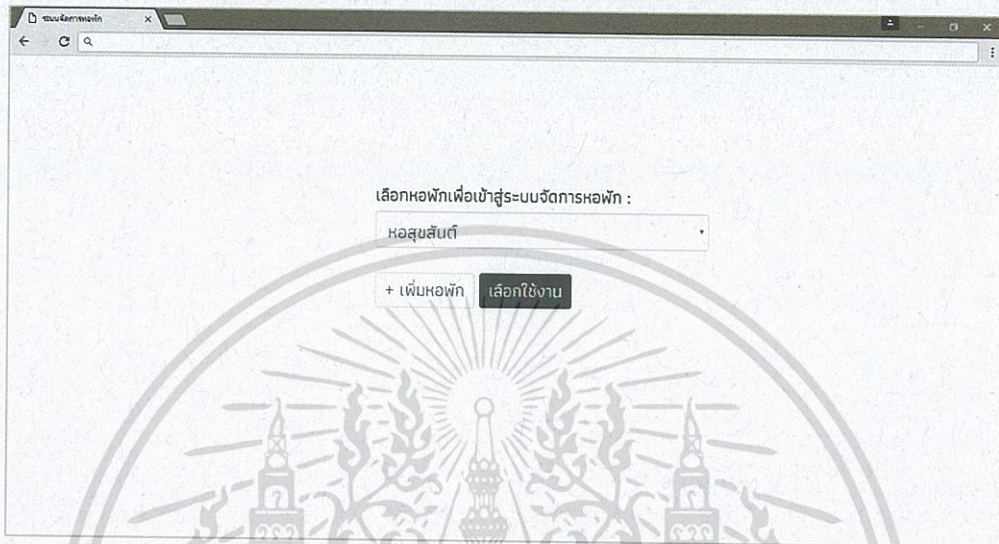 ระบบจัดการหอพัก
เลือกหอพักเพื่อเข้าสู่ระบบจัดการหอพัก :
หอสุขสันต์
+ เพิ่มหอพัก เลือกใช้งาน